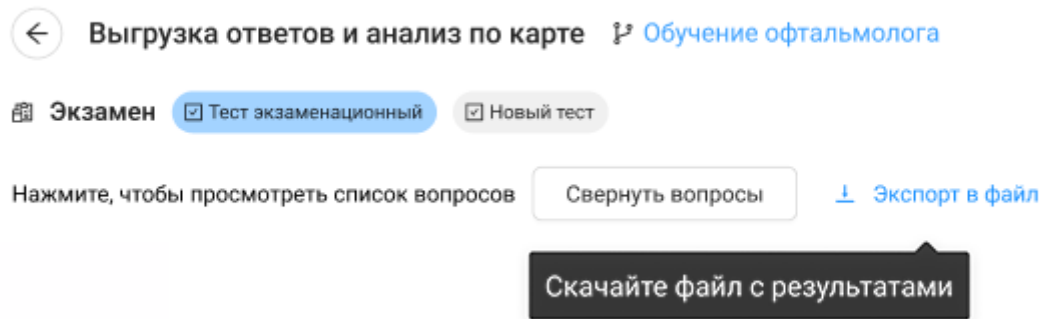 Выгрузка ответов и анализ по карте Обучение офтальмолога
Экзамен Тест экзаменационный Новый тест
Нажмите, чтобы просмотреть список вопросов Свернуть вопросы Экспорт в файл
Скачайте файл с результатами